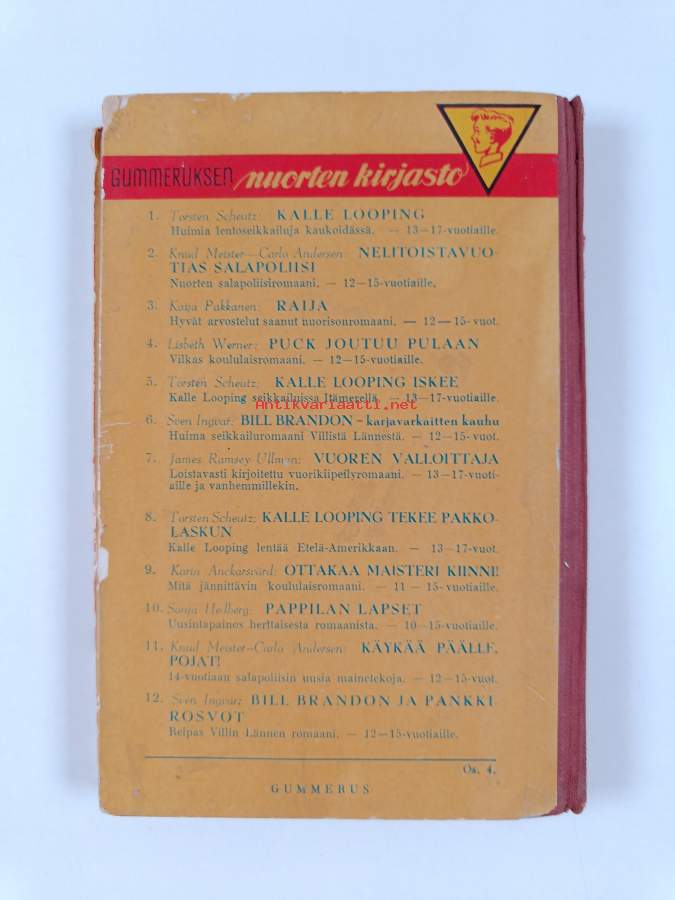 GUMMERUKSEN nuorten kirjasto
1. Torsten Scheutz: KALLE LOOPING
Huimia lentoseikkailuja kaukoidässä. — 13—17-vuotiaille.
2. Knud Meister—Carlo Andersen: NELITOISTAVUO-
TIAS SALAPOLIISI
Nuorten salapoliisiromaani. — 12—15-vuotiaille.
3. Kaija Pakkanen: RAIJA
Hyvät arvostelut saanut nuorisonromaani. — 12—15-vuot.
4. Lisbeth Werner: PUCK JOUTUU PULAAN
Vilkas koululaisromaani. — 12—15-vuotiaille.
5. Torsten Scheutz: KALLE LOOPING ISKEE
Kalle Looping seikkailuissa Itämerellä. — 13—17-vuotiaille.
Antikvariaatti.net
6. Sven Ingvar: BILL BRANDON - karjavarkaitten kauhu
Huima seikkailuromaani Villistä Lännestä. — 12—15-vuot.
7. James Ramsey Ullman: VUOREN VALLOITTAJA
Loistavasti kirjoitettu vuorikiipeilyromaani. — 13—17-vuoti-
aille ja vanhemmillekin.
8. Torsten Scheutz: KALLE LOOPING TEKEE PAKKO-
LASKUN
Kalle Looping lentää Etelä-Amerikkaan. — 13—17-vuot.
9. Karin Anckarsvärd: OTTAKAA MAISTERI KIINNI!
Mitä jännittävin koululaisromaani. — 11—15-vuotiaille.
10. Sonja Hedberg: PAPPILAN LAPSET
Uusintapainos herttaisesta romaanista. — 10—15-vuotiaille.
11. Knud Meister—Carlo Andersen: KÄYKÄÄ PÄÄLLE,
POJAT!
14-vuotiaan salapoliisin uusia mainetekoja. — 12—15-vuot.
12. Sven Ingvar: BILL BRANDON JA PANKKI-
ROSVOT
Reipas Villin Lännen romaani. — 12—15-vuotiaille.
Os. 4.
GUMMERUS